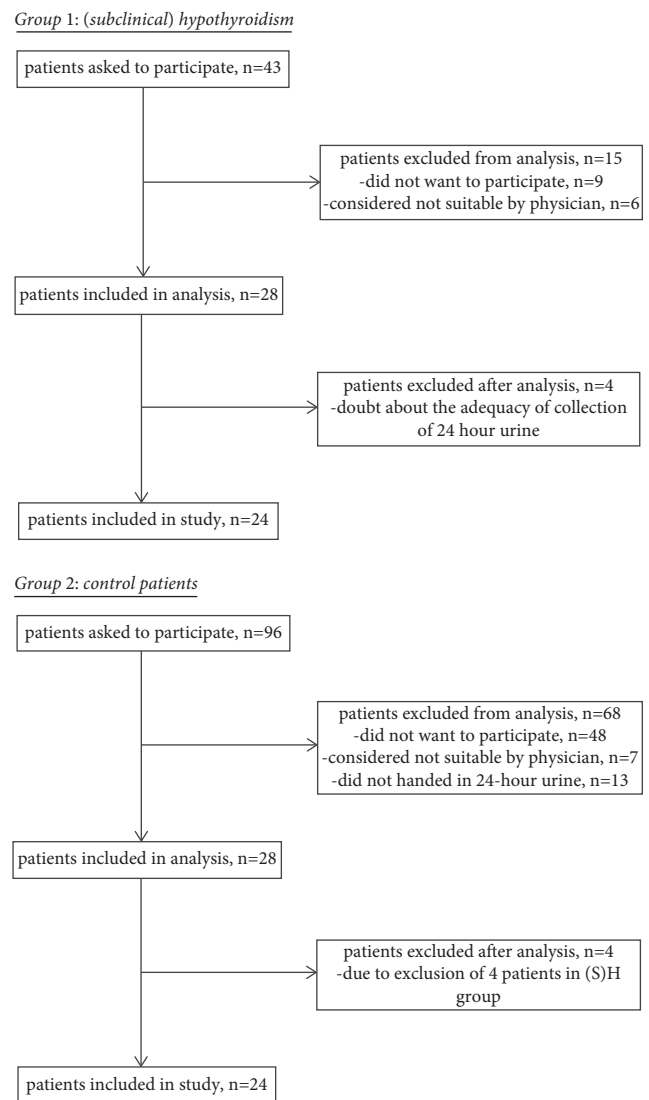 Group 1: (subclinical) hypothyroidism
patients asked to participate, n=43
patients excluded from analysis, n=15
-did not want to participate, n=9
-considered not suitable by physician, n=6
patients included in analysis, n=28
patients excluded after analysis, n=4
-doubt about the adequacy of collection
of 24 hour urine
patients included in study, n=24
Group 2: control patients
patients asked to participate, n=96
patients excluded from analysis, n=68
-did not want to participate, n=48
-considered not suitable by physician, n=7
-did not handed in 24-hour urine, n=13
patients included in analysis, n=28
patients excluded after analysis, n=4
-due to exclusion of 4 patients in (S)H
group
patients included in study, n=24